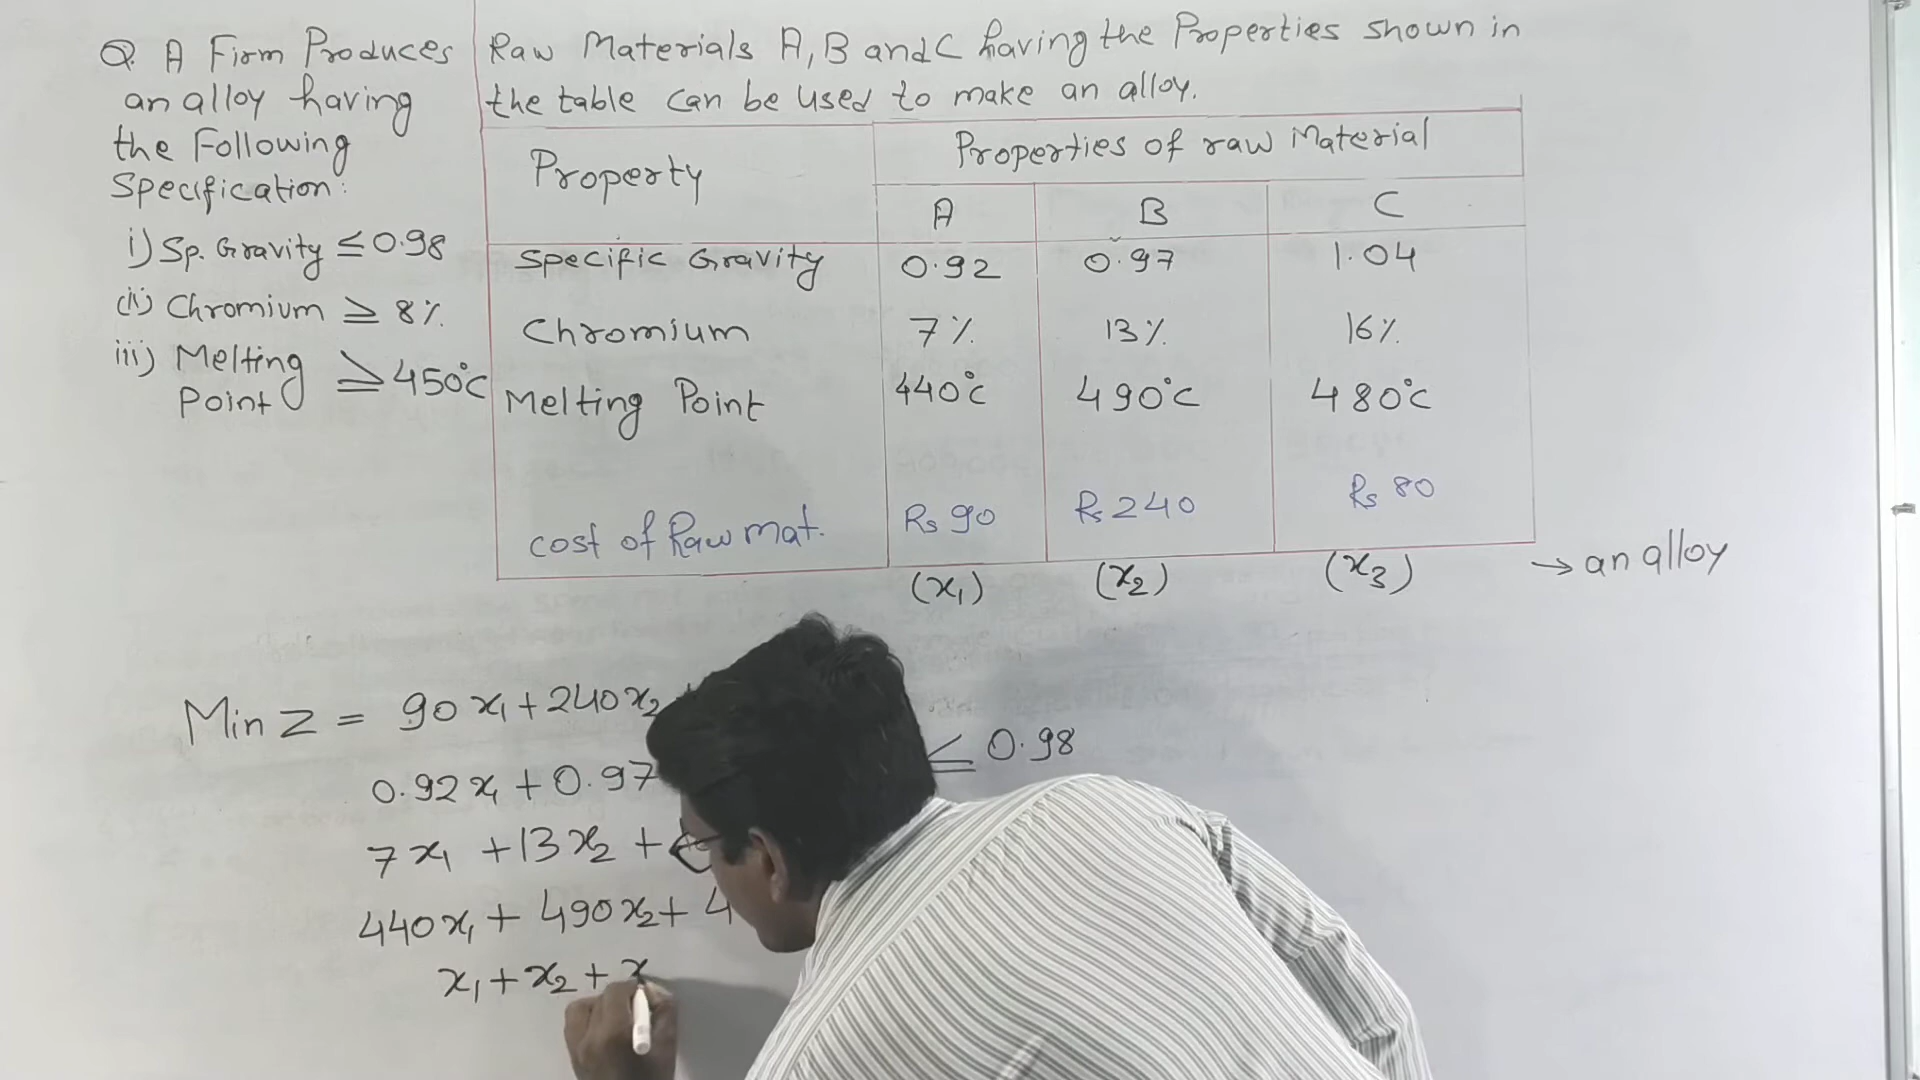 Q. A Firm Produces
an alloy having
the Following
Specification:
i) Sp. Gravity ≤ 0.98
(ii) Chromium ≥ 8%
iii) Melting Point ≥ 450°C
Raw Materials A, B and C having the Properties shown in
the table can be used to make an alloy.
Property Properties of raw Material
A B C
Specific Gravity 0.92 0.97 1.04
Chromium 7% 13% 16%
Melting Point 440°C 490°C 480°C
Cost of Raw mat. Rs 90 Rs 240 Rs 80
(x₁) (x₂) (x₃) → an alloy
Min Z = 90x₁ + 240x₂
0.92x₁ + 0.97 ≤ 0.98
7x₁ + 13x₂ +
440x₁ + 490x₂ + 4
x₁ + x₂ + x